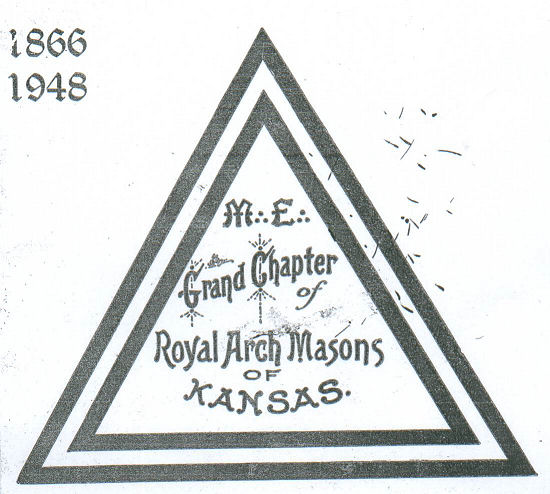 1866
1948
M∴ E∴
Grand Chapter
of
Royal Arch Masons
OF
KANSAS.